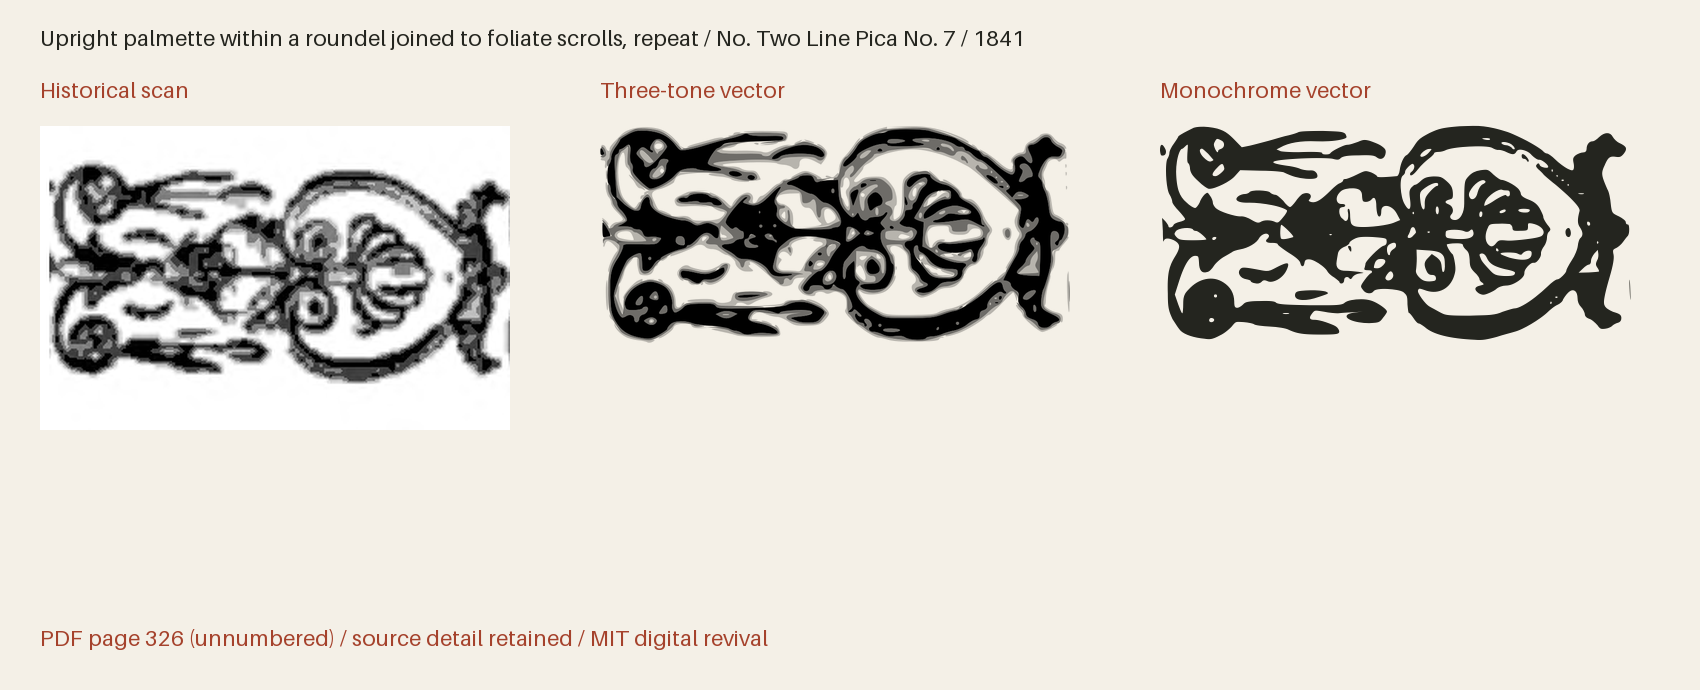 Upright palmette within a roundel joined to foliate scrolls, repeat / No. Two Line Pica No. 7 / 1841
Historical scan
Three-tone vector
Monochrome vector
PDF page 326 (unnumbered) / source detail retained / MIT digital revival